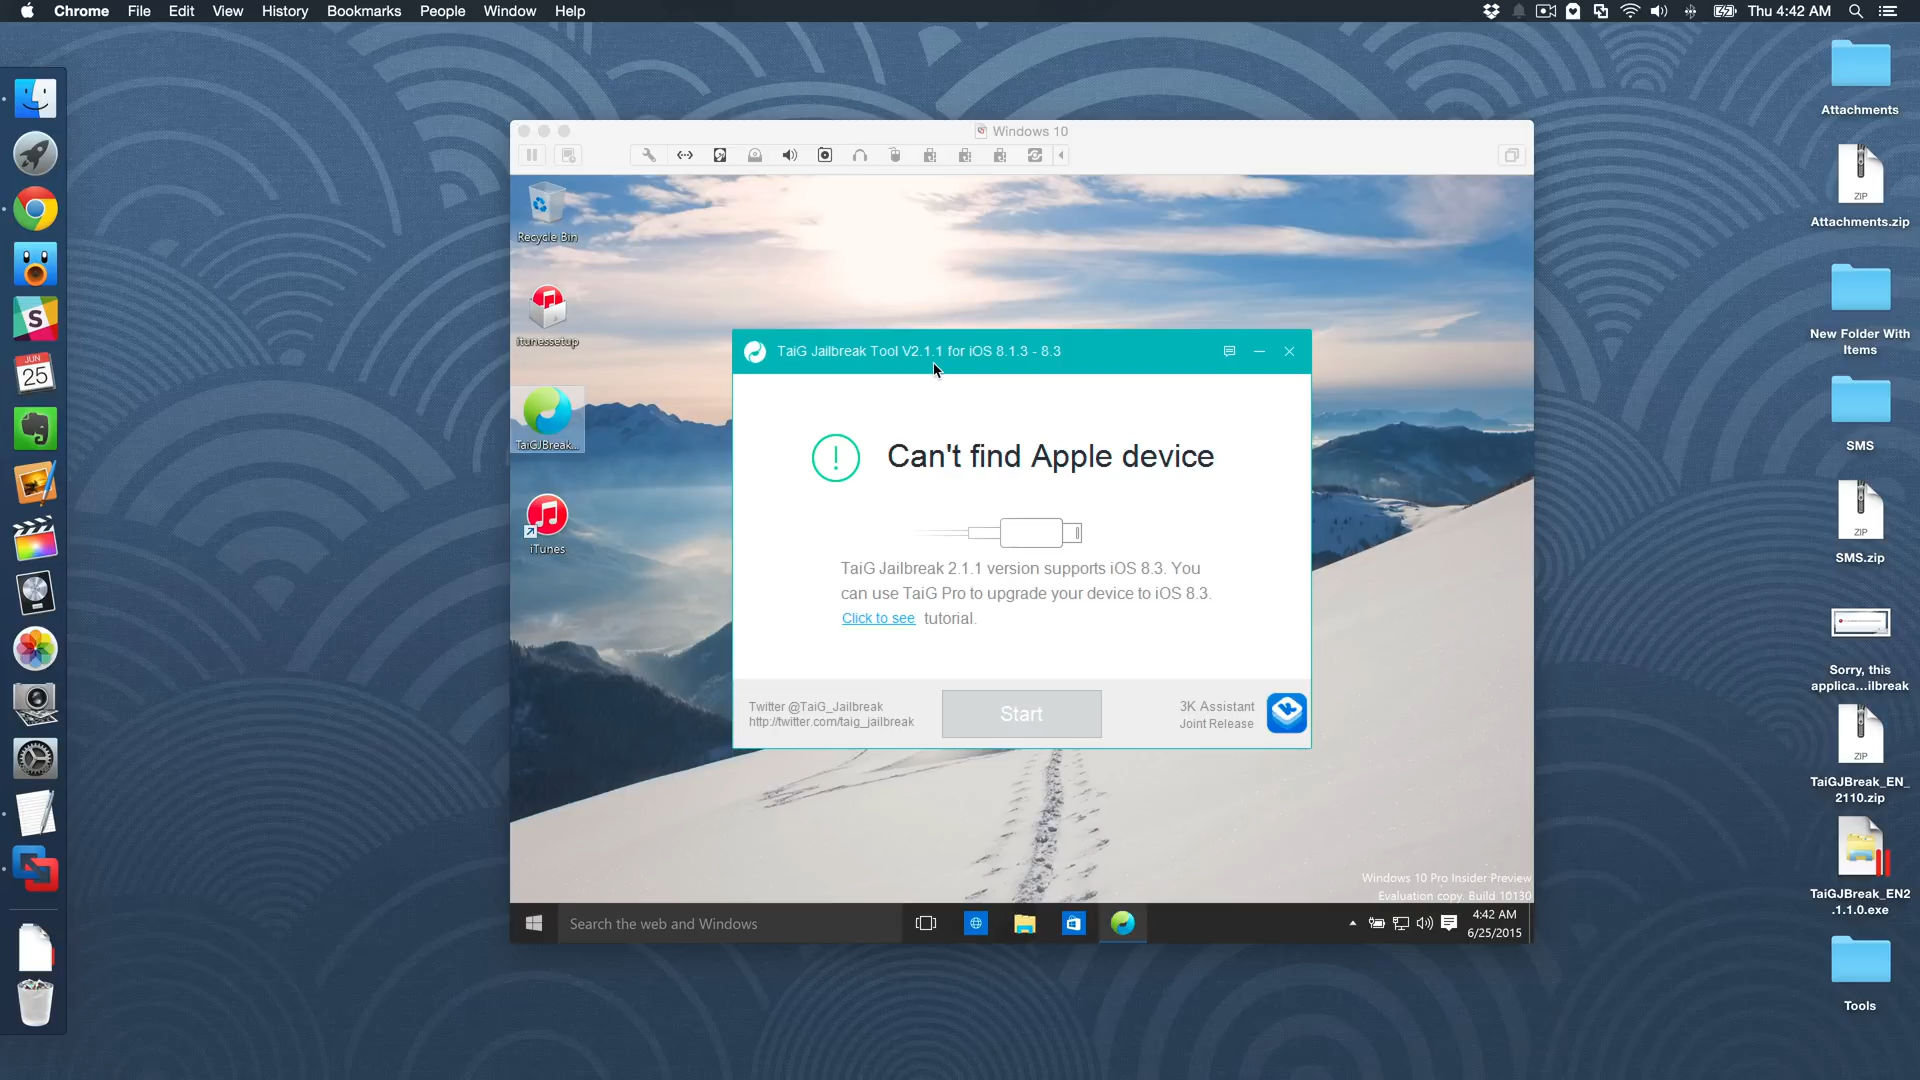 Chrome File Edit View History Bookmarks People Window Help
Thu 4:42 AM
JUN
25
S
Windows 10
Recycle Bin
itunessetup
TaiGJBreak...
iTunes
TaiG Jailbreak Tool V2.1.1 for iOS 8.1.3 - 8.3
Can't find Apple device
TaiG Jailbreak 2.1.1 version supports iOS 8.3. You
can use TaiG Pro to upgrade your device to iOS 8.3.
Click to see tutorial.
Twitter @TaiG_Jailbreak
http://twitter.com/taig_jailbreak
Start
3K Assistant
Joint Release
Windows 10 Pro Insider Preview
Evaluation copy. Build 10130
Search the web and Windows
4:42 AM
6/25/2015
Attachments
ZIP
Attachments.zip
New Folder With
Items
SMS
ZIP
SMS.zip
Sorry, this
applica...ilbreak
ZIP
TaiGJBreak_EN_
2110.zip
TaiGJBreak_EN2
.1.1.0.exe
Tools